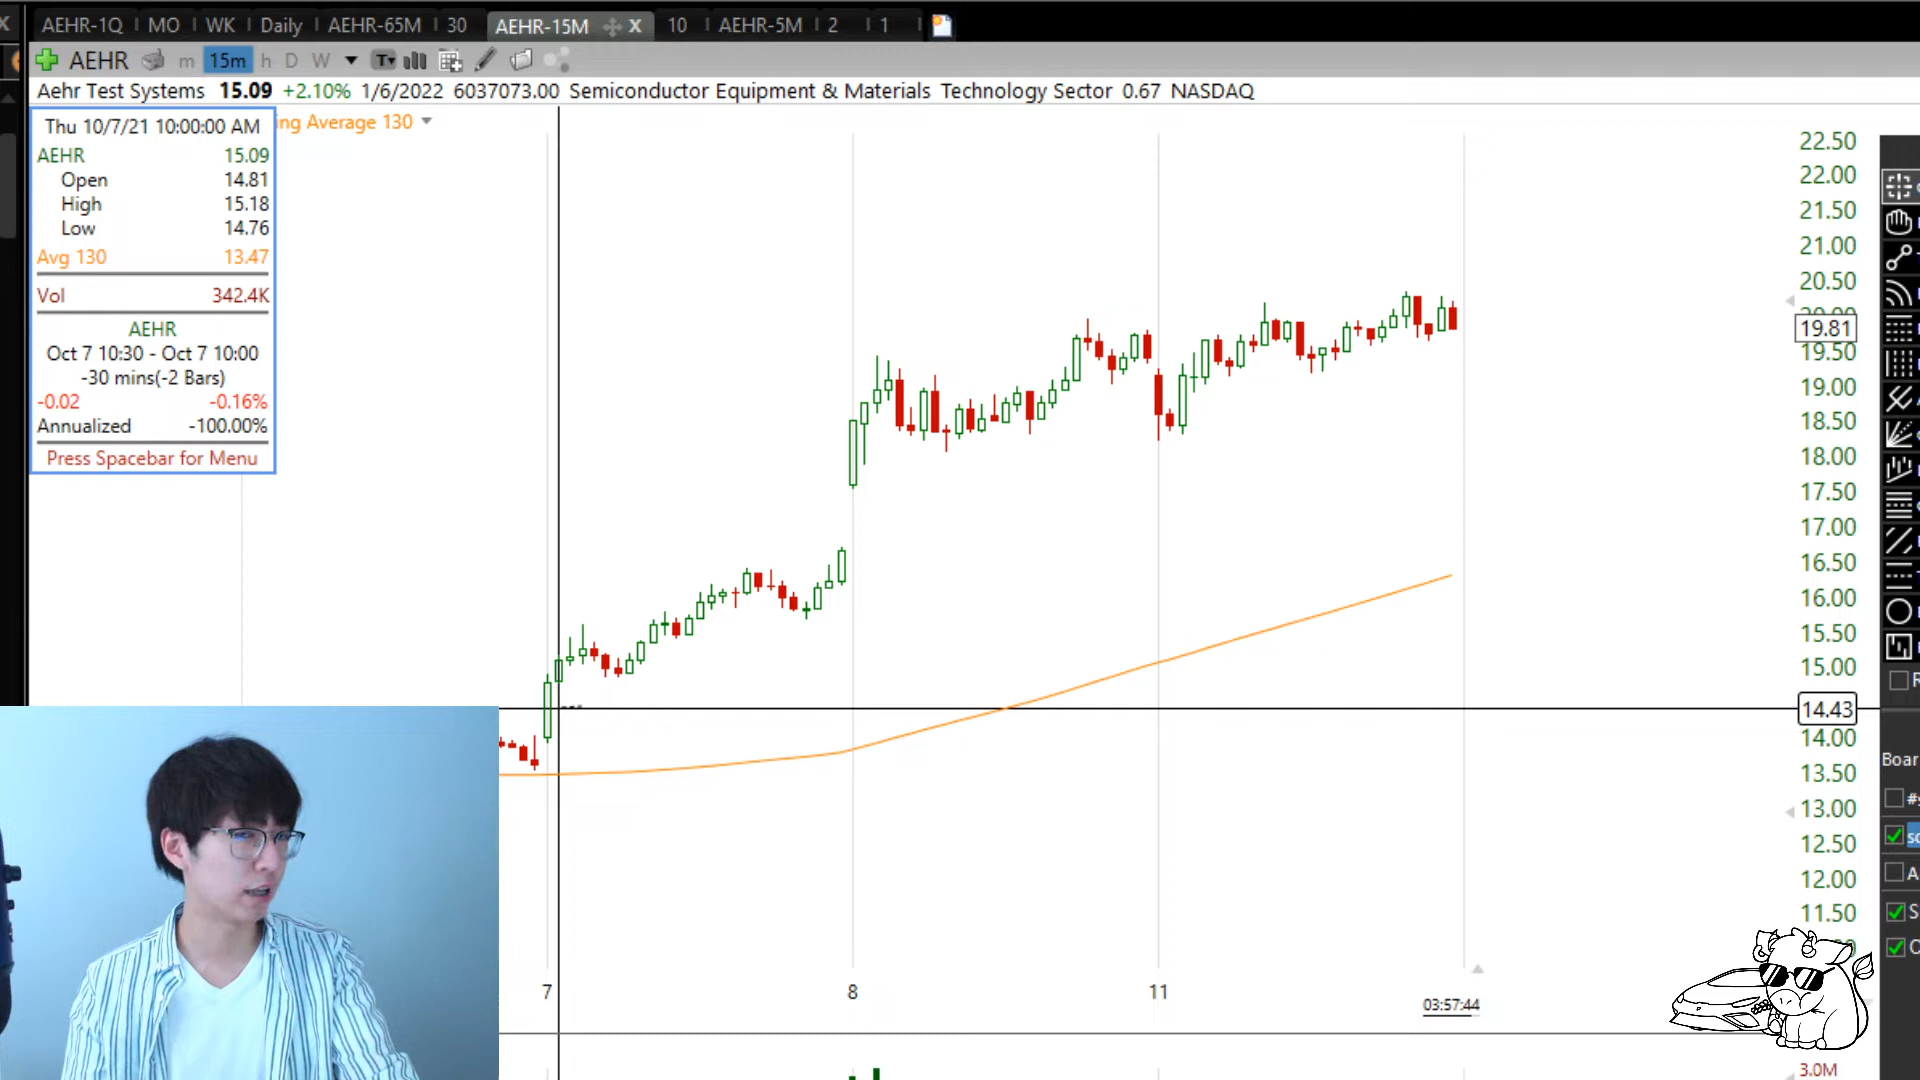 AEHR-1Q MO WK Daily AEHR-65M 30 AEHR-15M X 10 AEHR-5M 2 1
AEHR m 15m h D W T
Aehr Test Systems 15.09 +2.10% 1/6/2022 6037073.00 Semiconductor Equipment & Materials Technology Sector 0.67 NASDAQ
Thu 10/7/21 10:00:00 AM
ing Average 130
AEHR 15.09
Open 14.81
High 15.18
Low 14.76
Avg 130 13.47
Vol 342.4K
AEHR
Oct 7 10:30 - Oct 7 10:00
-30 mins(-2 Bars)
-0.02 -0.16%
Annualized -100.00%
Press Spacebar for Menu
22.50
22.00
21.50
21.00
20.50
19.81
19.50
19.00
18.50
18.00
17.50
17.00
16.50
16.00
15.50
15.00
14.43
14.00
13.50
13.00
12.50
12.00
11.50
7 8 11 03:57:44
3.0M
Boar